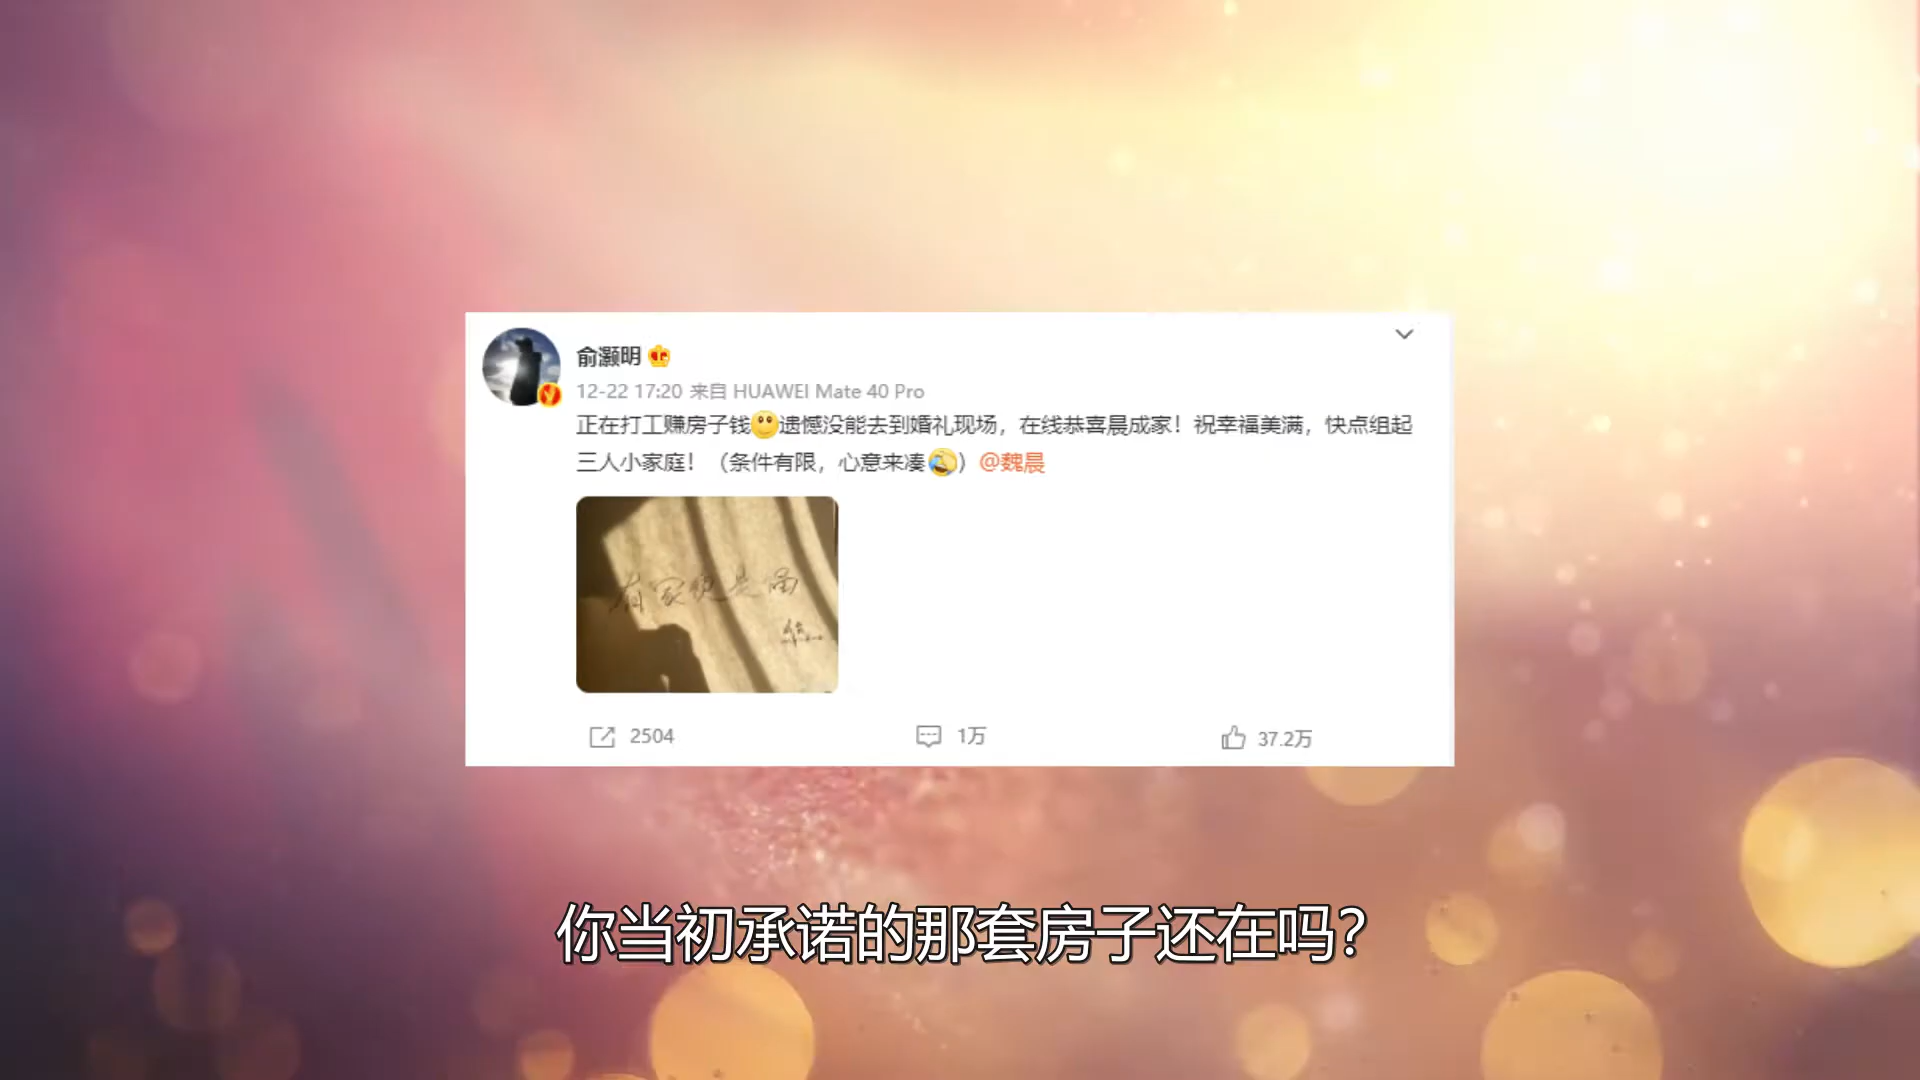 俞灏明
12-22 17:20 来自 HUAWEI Mate 40 Pro
正在打工赚房子钱遗憾没能去到婚礼现场，在线恭喜晨成家！祝幸福美满，快点组起
三人小家庭！（条件有限，心意来凑）@魏晨
有家便是
2504
1万
37.2万
你当初承诺的那套房子还在吗？